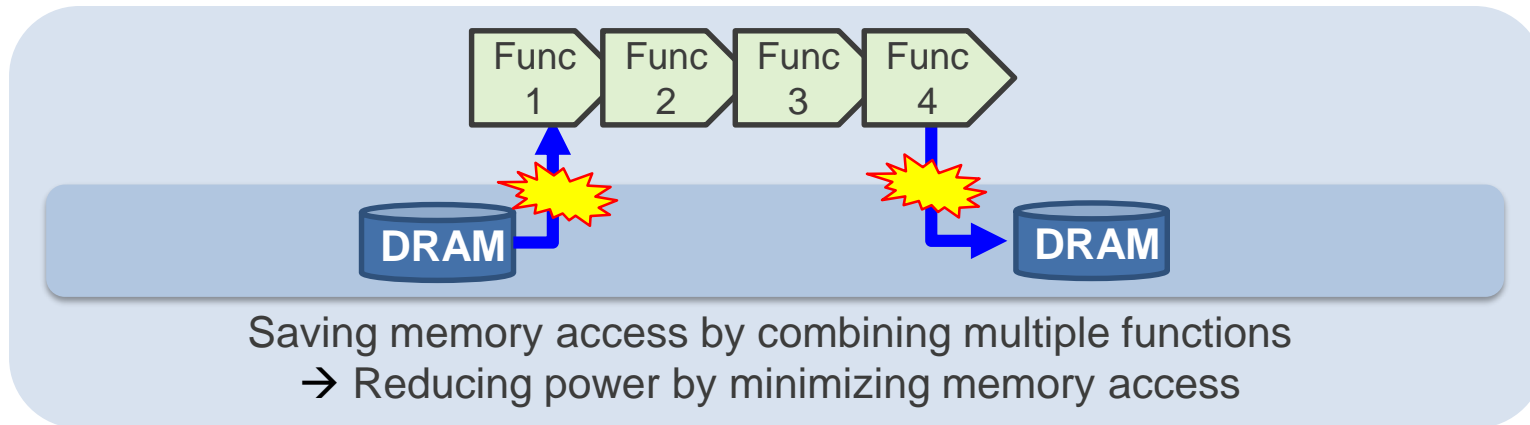 Func Func Func Func
1 2 3 4
DRAM DRAM
Saving memory access by combining multiple functions
→ Reducing power by minimizing memory access